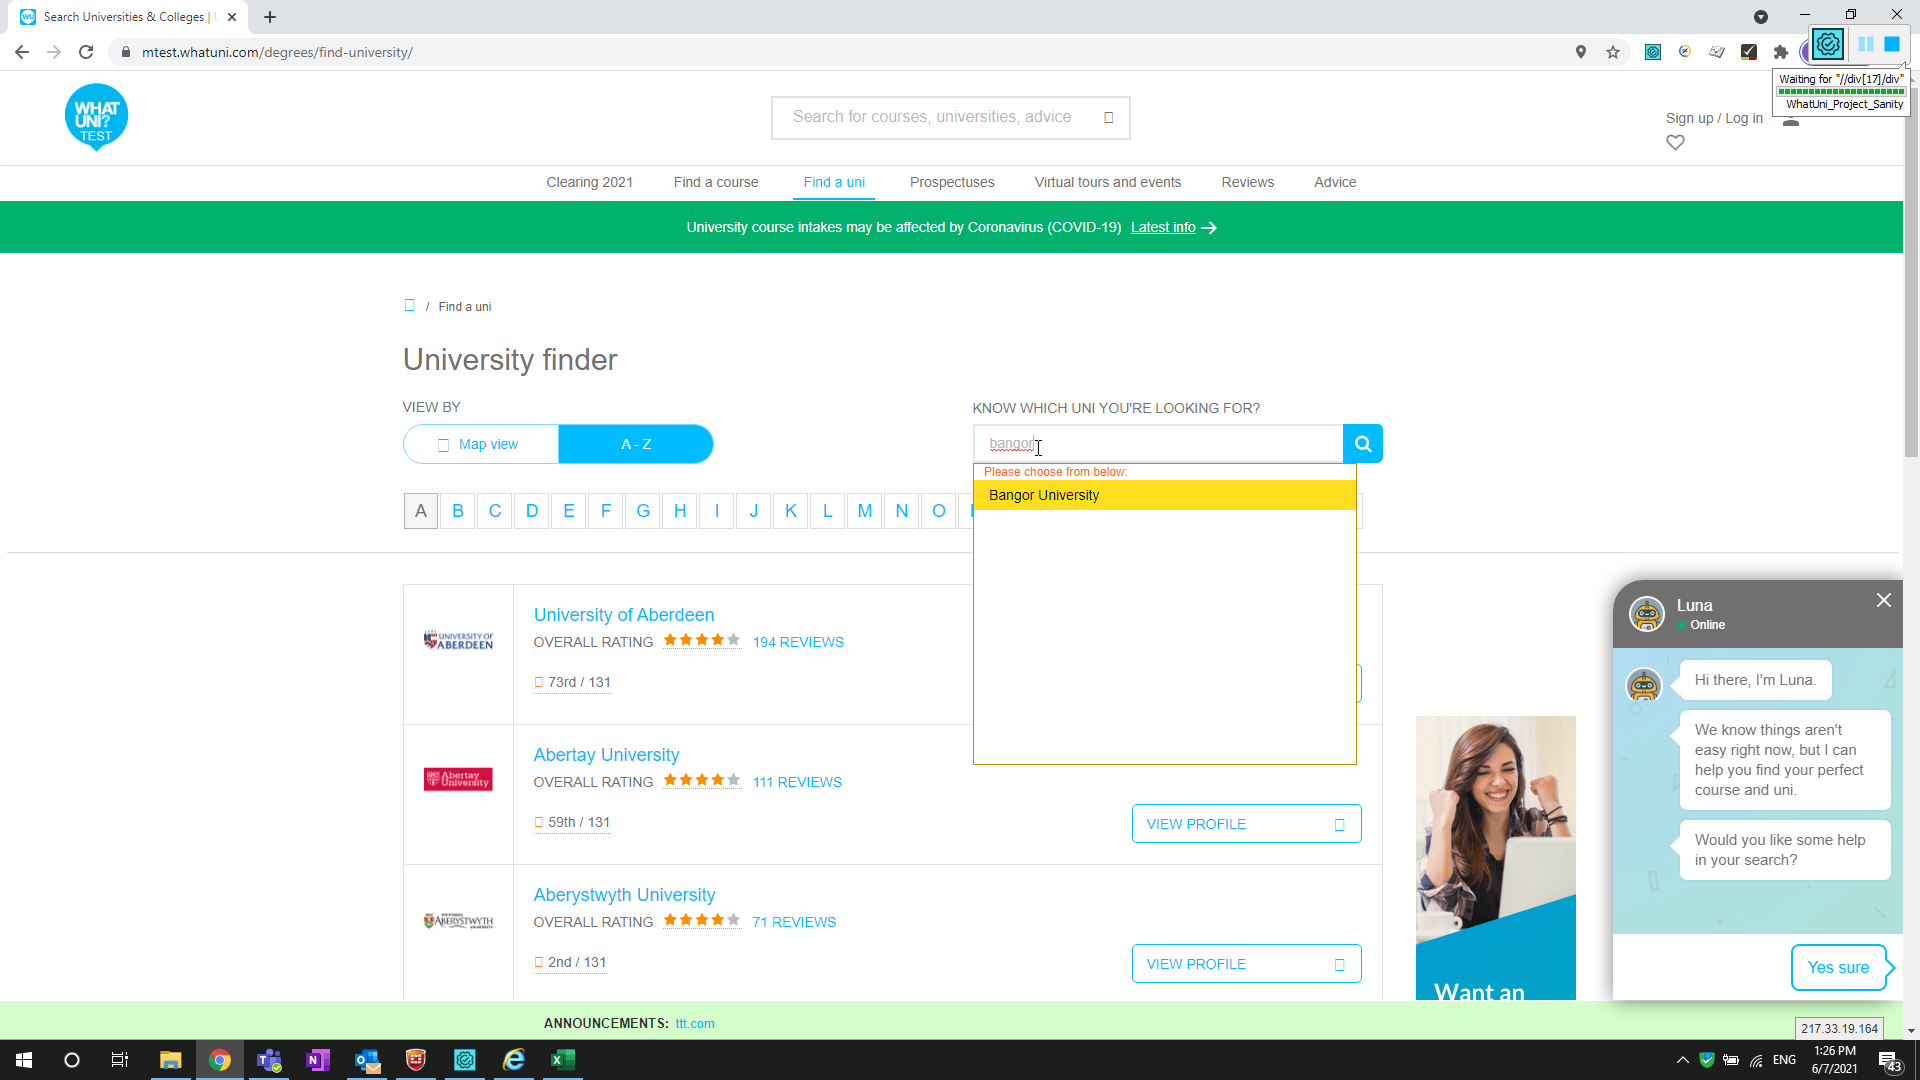 Search Universities & Colleges |
mtest.whatuni.com/degrees/find-university/
Waiting for "//div[17]/div"
WhatUni_Project_Sanity
WHAT
UNI?
TEST
Search for courses, universities, advice
Sign up / Log in
Clearing 2021
Find a course
Find a uni
Prospectuses
Virtual tours and events
Reviews
Advice
University course intakes may be affected by Coronavirus (COVID-19) Latest info
/ Find a uni
University finder
VIEW BY
KNOW WHICH UNI YOU'RE LOOKING FOR?
Map view
A - Z
bangor
Please choose from below:
Bangor University
A B C D E F G H I J K L M N O
UNIVERSITY OF
ABERDEEN
University of Aberdeen
OVERALL RATING 194 REVIEWS
73rd / 131
Abertay
University
Abertay University
OVERALL RATING 111 REVIEWS
59th / 131
VIEW PROFILE
ABERYSTWYTH
Aberystwyth University
OVERALL RATING 71 REVIEWS
2nd / 131
VIEW PROFILE
Want an
Luna
Online
Hi there, I'm Luna.
We know things aren't
easy right now, but I can
help you find your perfect
course and uni.
Would you like some help
in your search?
Yes sure
ANNOUNCEMENTS: ttt.com
217.33.19.164
ENG
1:26 PM
6/7/2021
43